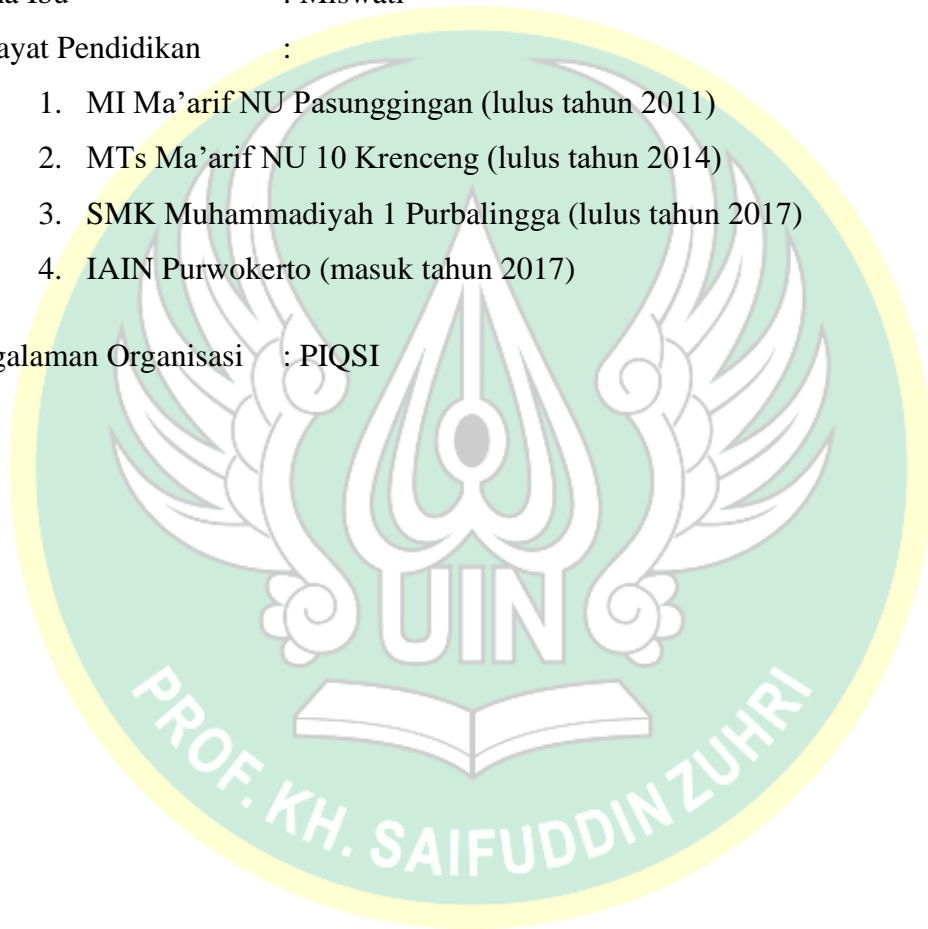 : Miswati
ayat Pendidikan :
1. MI Ma’arif NU Pasunggingan (lulus tahun 2011)
2. MTs Ma’arif NU 10 Krenceng (lulus tahun 2014)
3. SMK Muhammadiyah 1 Purbalingga (lulus tahun 2017)
4. IAIN Purwokerto (masuk tahun 2017)
galaman Organisasi : PIQSI
UIN
PROF. KH. SAIFUDDIN ZUHRI